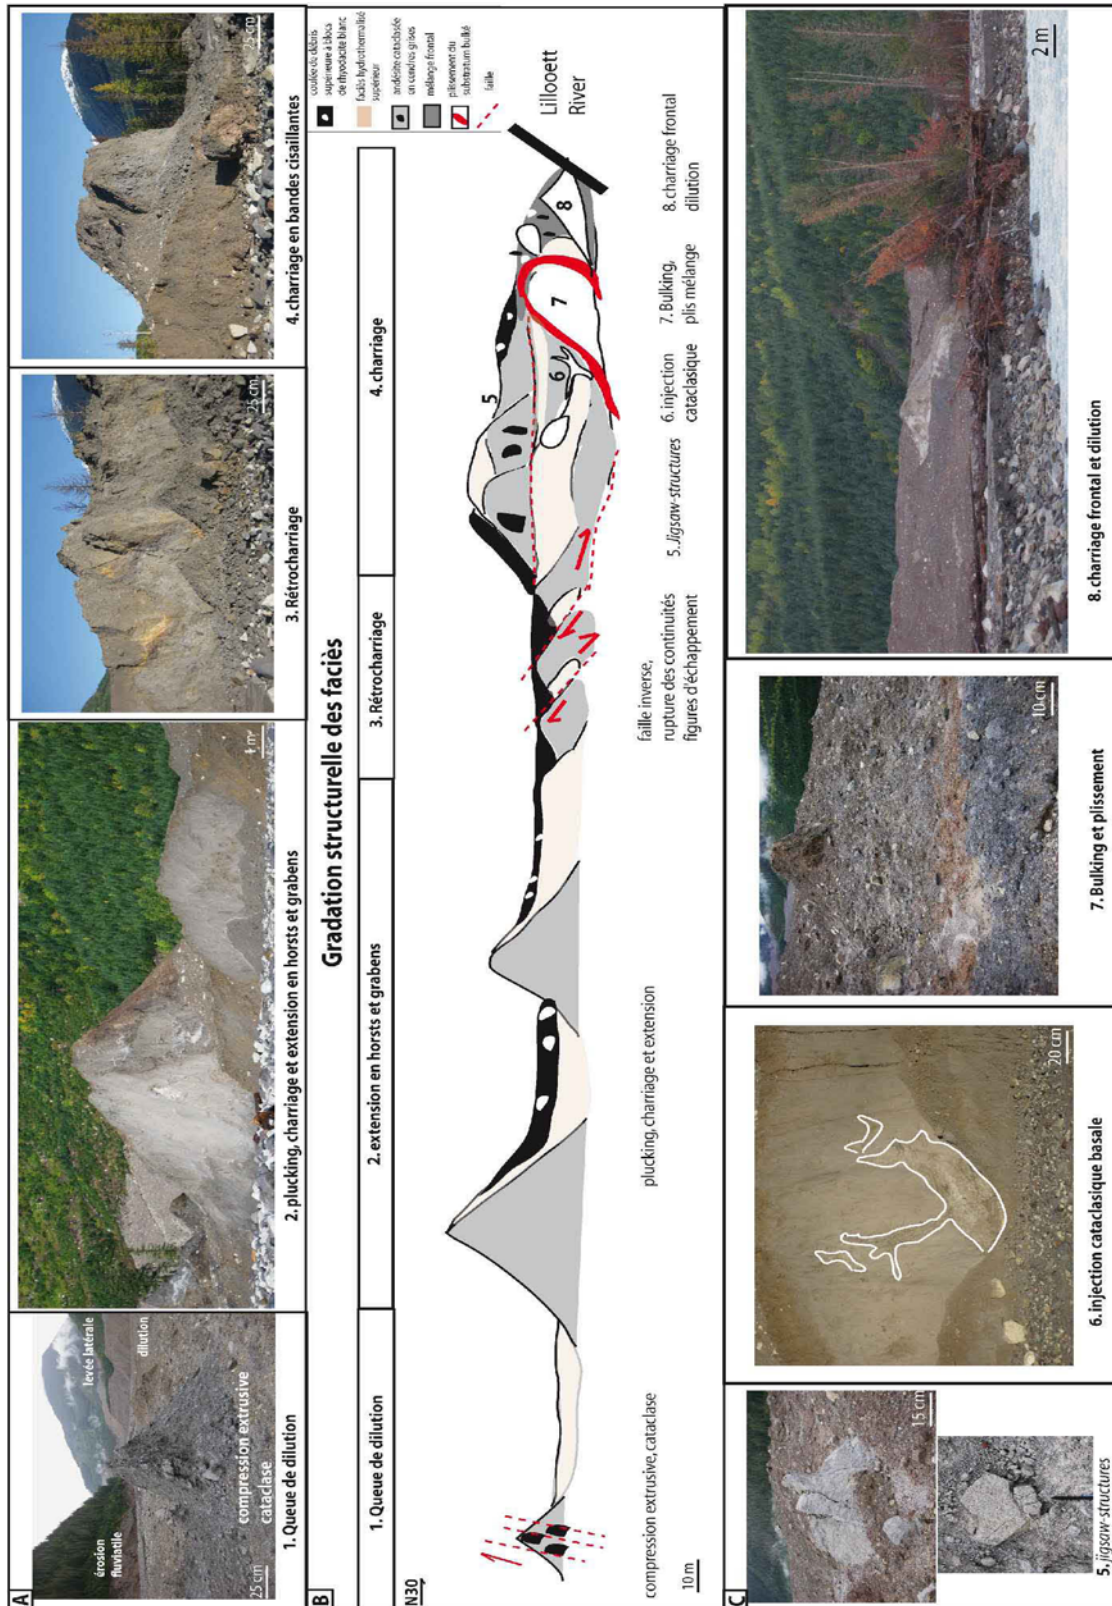 A
érosion
fluviatile
levée latérale
dilution
compression extrusive
cataclase
25 cm
1. Queue de dilution
4 m
2. plucking, charriage et extension en horsts et grabens
25 cm
3. Rétrocharriage
25 cm
4. charriage en bandes cisaillantes
B
Gradation structurelle des faciès
coulée du débris
supérieure à blocs
de rhyodacite blanc
faciès hydrothermalisé
supérieur
andésite cataclasée
en cendres grises
mélange frontal
plissement du
substratum bulké
faille
1. Queue de dilution
2. extension en horsts et grabens
3. Rétrocharriage
4. charriage
N30
5
6
7
8
Lillooett
River
compression extrusive, cataclase
plucking, charriage et extension
faille inverse,
rupture des continuités
figures d'échappement
5. Jigsaw-structures
6. injection
cataclasique
7. Bulking,
plis mélange
8. charriage frontal
dilution
10 m
C
15 cm
5. jigsaw-structures
20 cm
6. injection cataclasique basale
10 cm
7. Bulking et plissement
2 m
8. charriage frontal et dilution